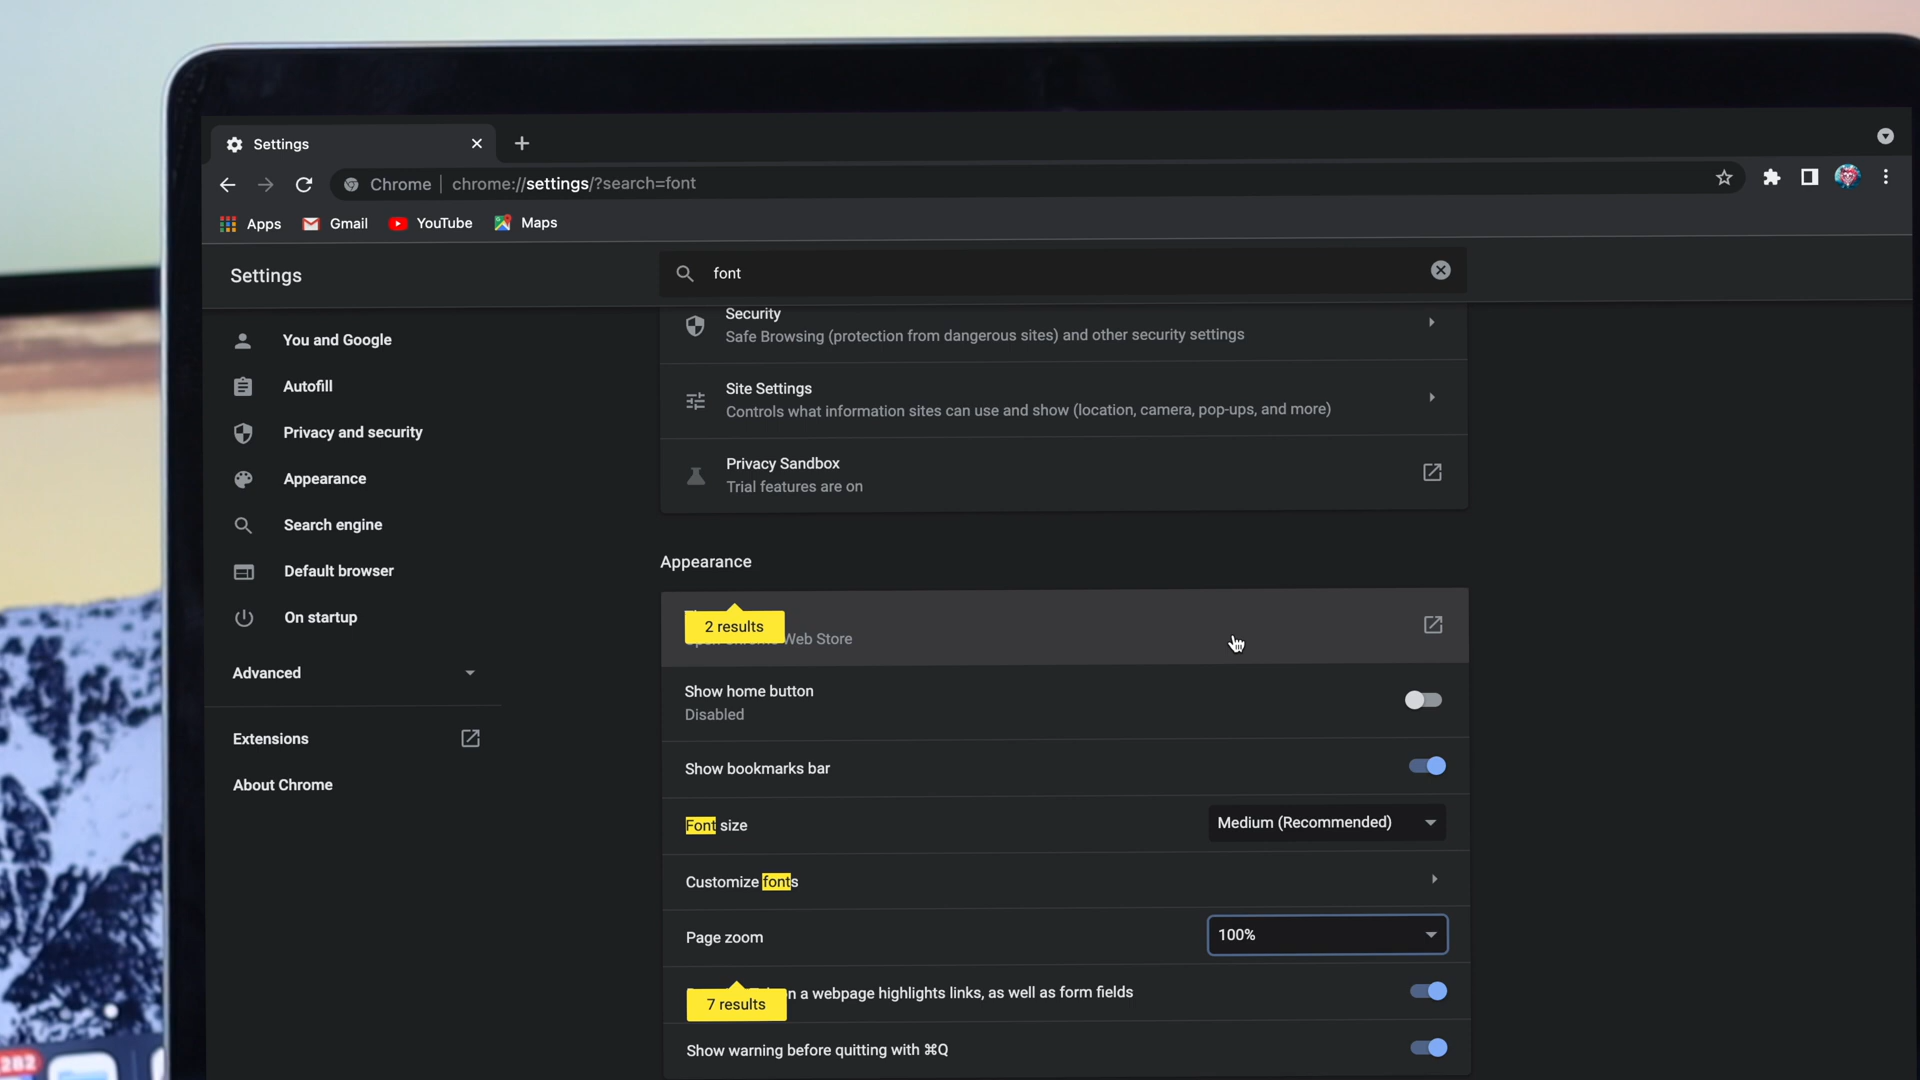 Settings
Chrome | chrome://settings/?search=font
Apps Gmail YouTube Maps
Settings
font
You and Google
Autofill
Privacy and security
Appearance
Search engine
Default browser
On startup
Advanced
Extensions
About Chrome
Security
Safe Browsing (protection from dangerous sites) and other security settings
Site Settings
Controls what information sites can use and show (location, camera, pop-ups, and more)
Privacy Sandbox
Trial features are on
Appearance
2 results
Web Store
Show home button
Disabled
Show bookmarks bar
Font size
Medium (Recommended)
Customize fonts
Page zoom
100%
7 results
on a webpage highlights links, as well as form fields
Show warning before quitting with ⌘Q
282